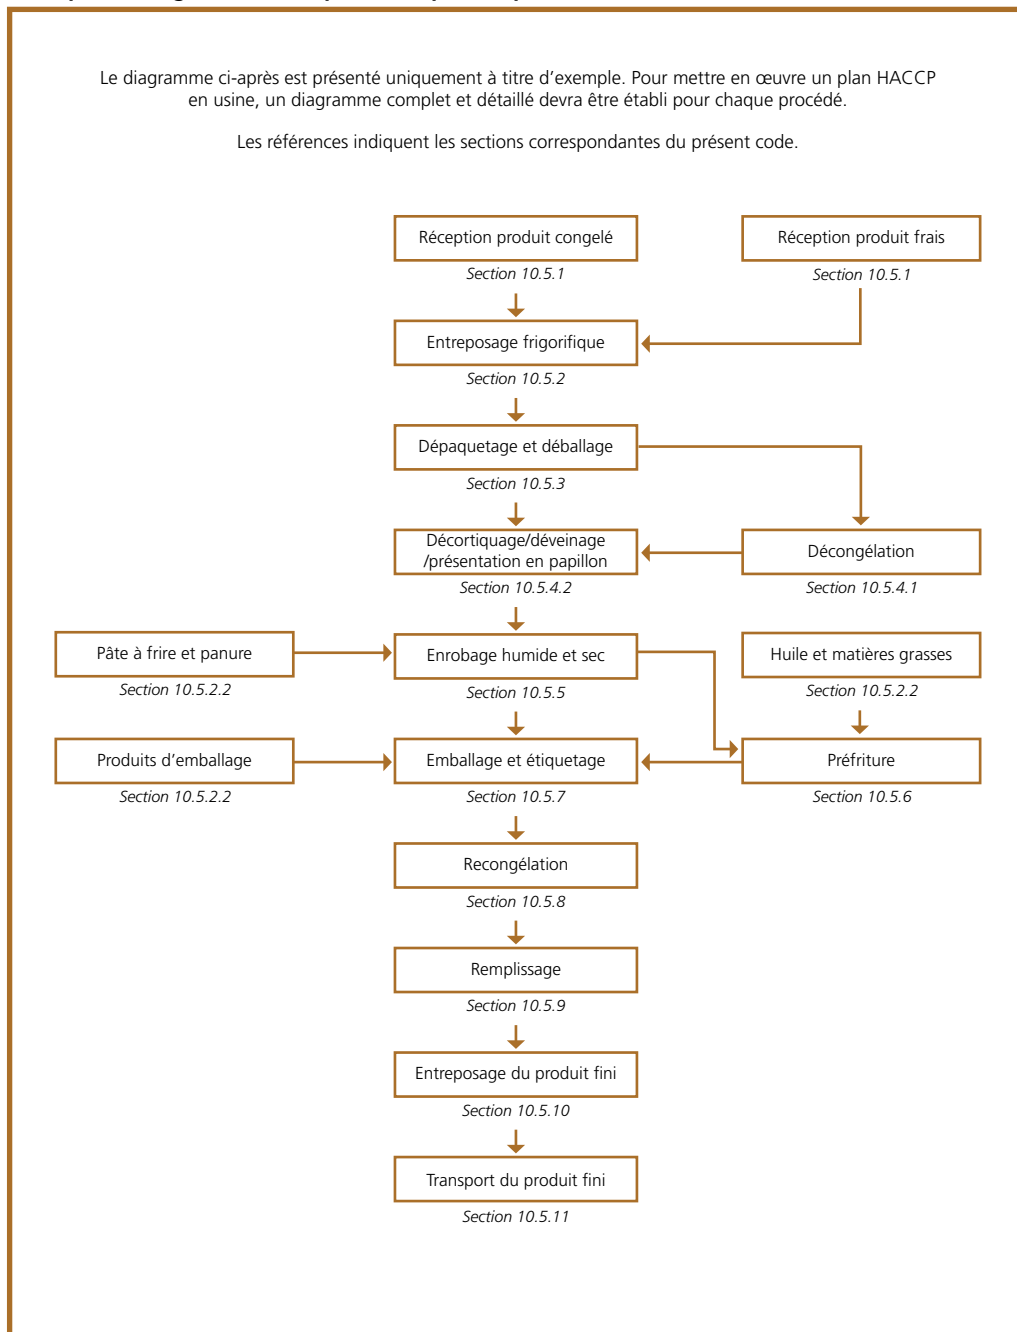 Le diagramme ci-après est présenté uniquement à titre d’exemple. Pour mettre en œuvre un plan HACCP
en usine, un diagramme complet et détaillé devra être établi pour chaque procédé.
Les références indiquent les sections correspondantes du présent code.
Réception produit congelé
Section 10.5.1
Réception produit frais
Section 10.5.1
Entreposage frigorifique
Section 10.5.2
Dépaquetage et déballage
Section 10.5.3
Décortiquage/déveinage
/présentation en papillon
Section 10.5.4.2
Décongélation
Section 10.5.4.1
Pâte à frire et panure
Section 10.5.2.2
Enrobage humide et sec
Section 10.5.5
Huile et matières grasses
Section 10.5.2.2
Produits d’emballage
Section 10.5.2.2
Emballage et étiquetage
Section 10.5.7
Préfriture
Section 10.5.6
Recongélation
Section 10.5.8
Remplissage
Section 10.5.9
Entreposage du produit fini
Section 10.5.10
Transport du produit fini
Section 10.5.11